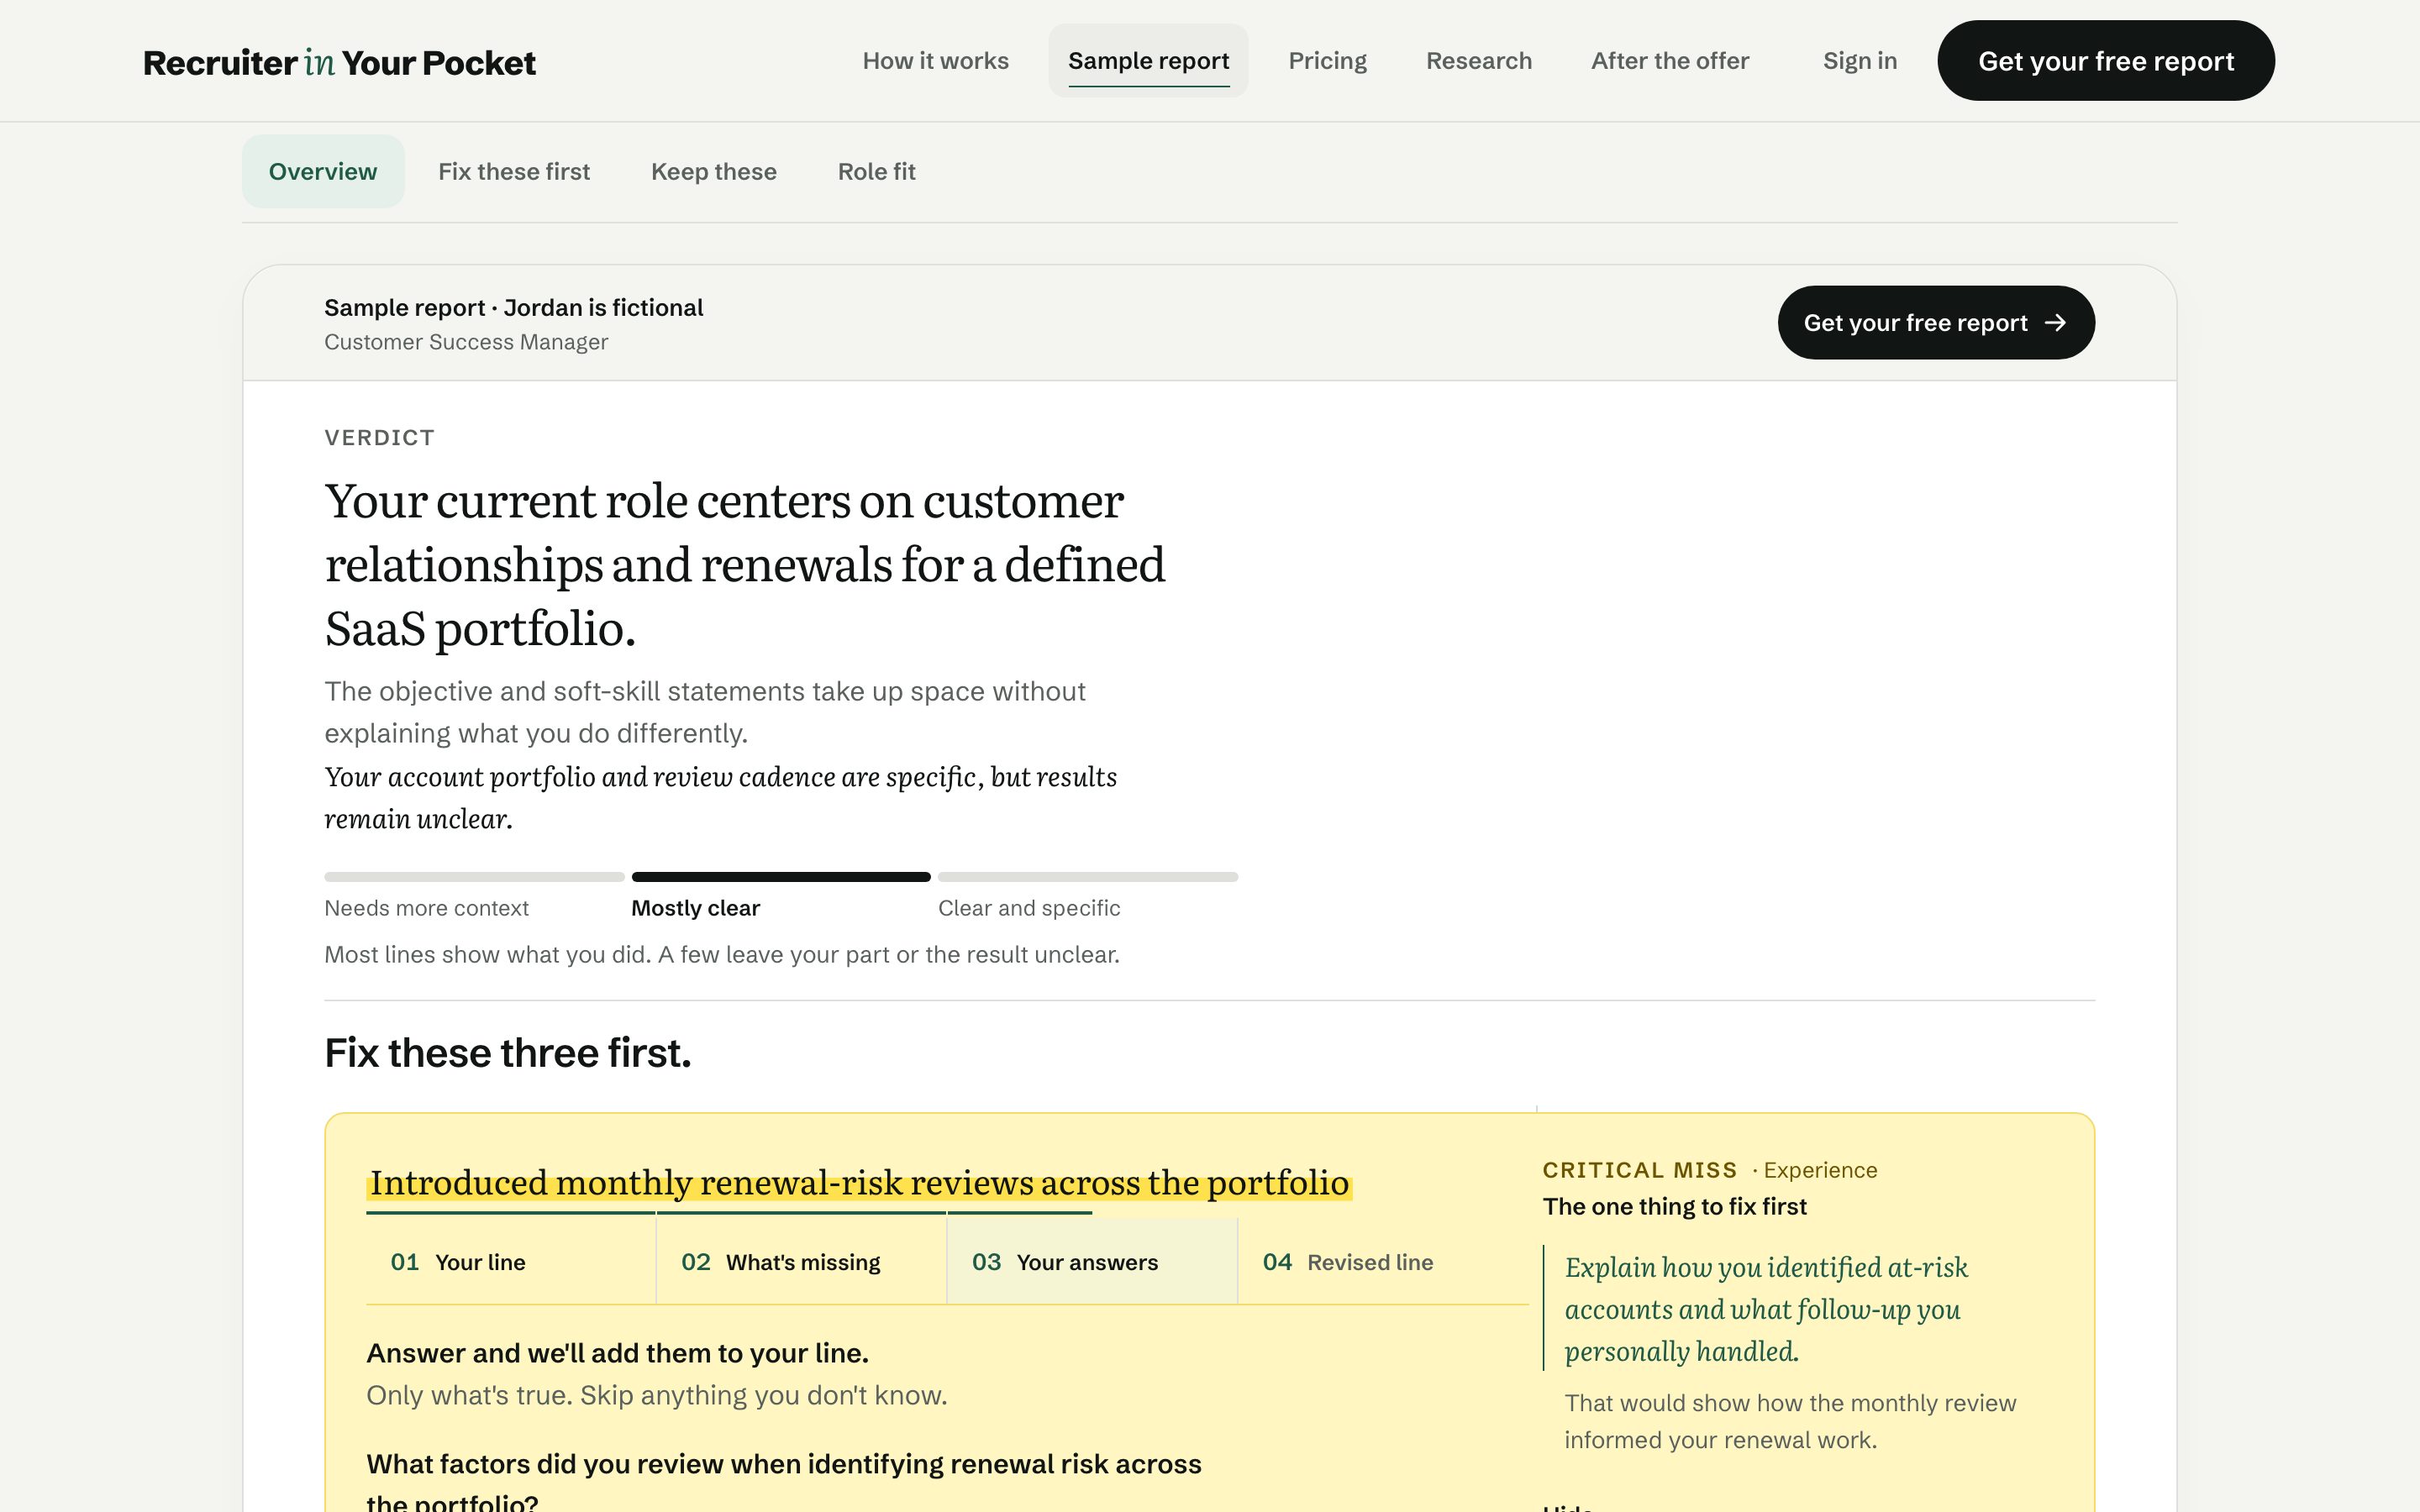 Recruiter in Your Pocket
How it works
Sample report
Pricing
Research
After the offer
Sign in
Get your free report
Overview
Fix these first
Keep these
Role fit
Sample report · Jordan is fictional
Customer Success Manager
Get your free report →
VERDICT
Your current role centers on customer
relationships and renewals for a defined
SaaS portfolio.
The objective and soft-skill statements take up space without
explaining what you do differently.
Your account portfolio and review cadence are specific, but results
remain unclear.
Needs more context
Mostly clear
Clear and specific
Most lines show what you did. A few leave your part or the result unclear.
Fix these three first.
Introduced monthly renewal-risk reviews across the portfolio
01 Your line
02 What's missing
03 Your answers
04 Revised line
Answer and we'll add them to your line.
Only what's true. Skip anything you don't know.
What factors did you review when identifying renewal risk across
the portfolio?
CRITICAL MISS · Experience
The one thing to fix first
Explain how you identified at-risk
accounts and what follow-up you
personally handled.
That would show how the monthly review
informed your renewal work.